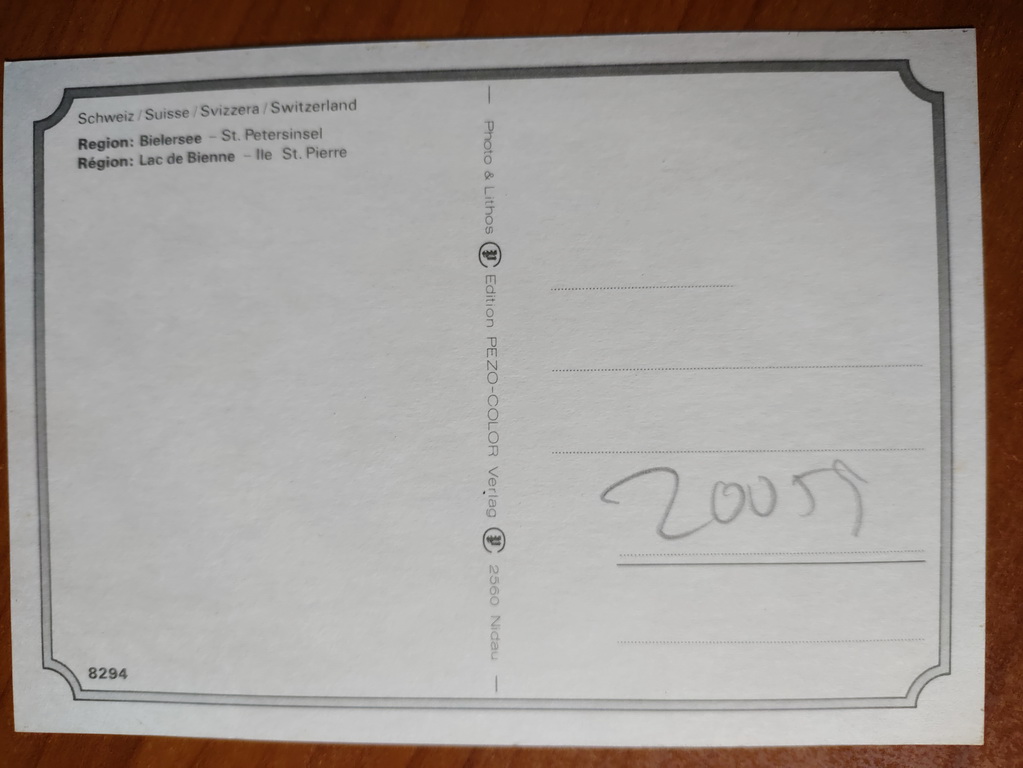 Schweiz / Suisse / Svizzera / Switzerland
Region: Bielersee – St. Petersinsel
Région: Lac de Bienne – Ile St. Pierre
Photo & Lithos Edition PEZO-COLOR Verlag 2560 Nidau
20059
8294